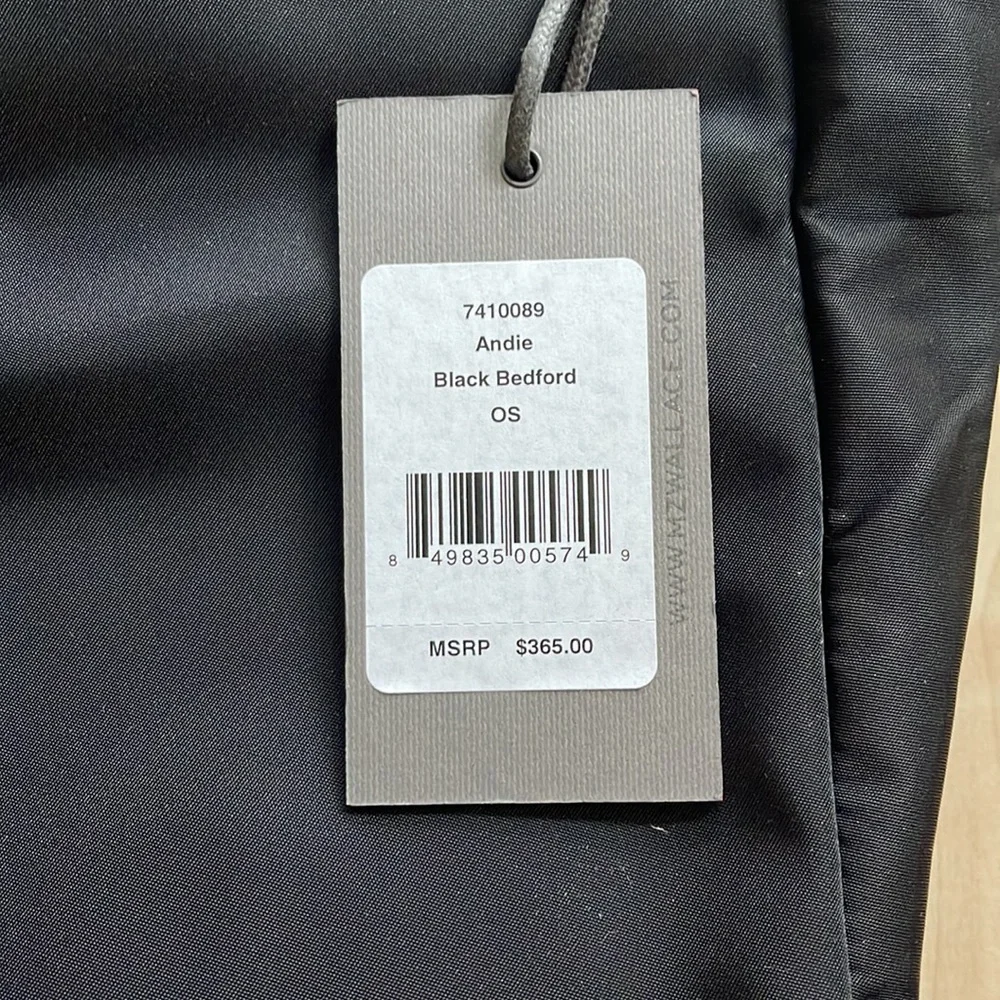 7410089
Andie
Black Bedford
OS
8 49835 00574 9
MSRP $365.00
WWW.MZWALLACE.COM